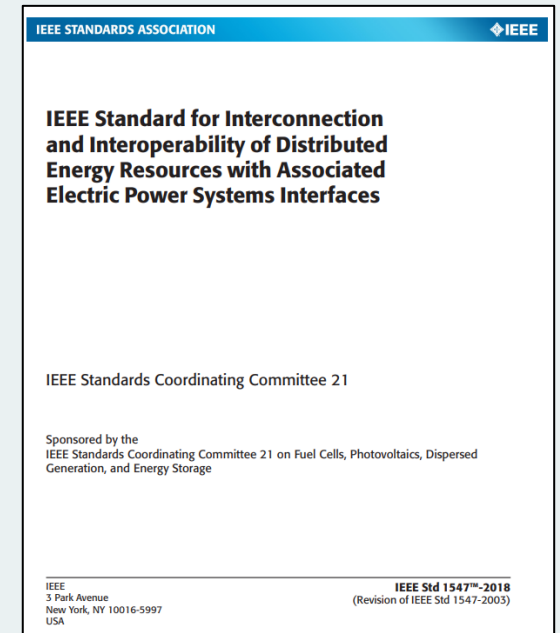 IEEE STANDARDS ASSOCIATION
IEEE
IEEE Standard for Interconnection
and Interoperability of Distributed
Energy Resources with Associated
Electric Power Systems Interfaces
IEEE Standards Coordinating Committee 21
Sponsored by the
IEEE Standards Coordinating Committee 21 on Fuel Cells, Photovoltaics, Dispersed
Generation, and Energy Storage
IEEE
3 Park Avenue
New York, NY 10016-5997
USA
IEEE Std 1547™-2018
(Revision of IEEE Std 1547-2003)